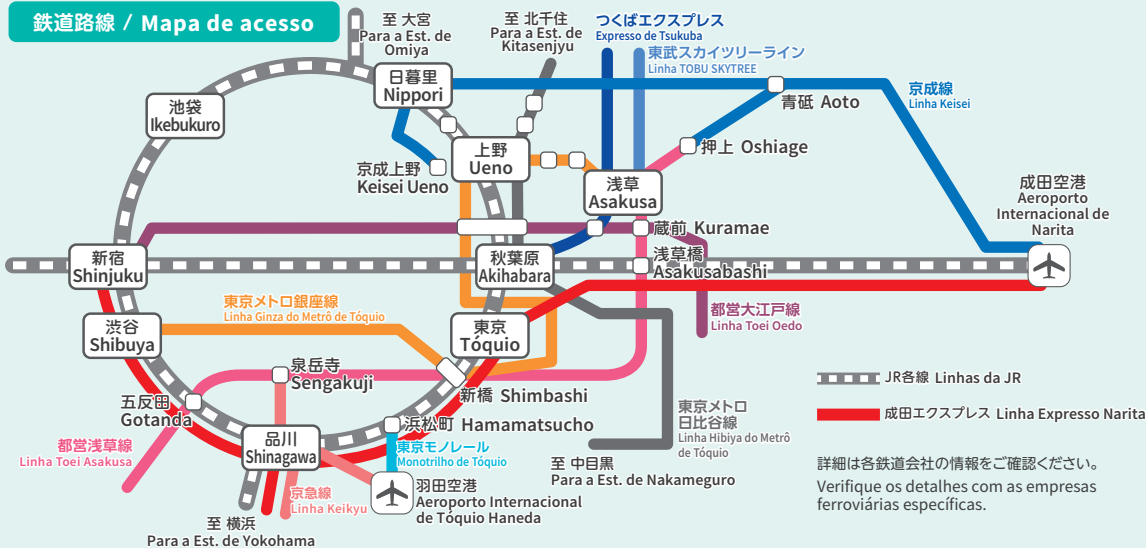 鉄道路線 / Mapa de acesso
至 大宮
Para a Est. de
Omiya
至 北千住
Para a Est. de
Kitasenjyu
つくばエクスプレス
Expresso de Tsukuba
東武スカイツリーライン
Linha TOBU SKYTREE
日暮里
Nippori
京成線
Linha Keisei
青砥 Aoto
池袋
Ikebukuro
上野
Ueno
押上 Oshiage
京成上野
Keisei Ueno
浅草
Asakusa
成田空港
Aeroporto
Internacional de
Narita
蔵前 Kuramae
新宿
Shinjuku
秋葉原
Akihabara
浅草橋
Asakusabashi
東京メトロ銀座線
Linha Ginza do Metrô de Tóquio
都営大江戸線
Linha Toei Oedo
渋谷
Shibuya
東京
Tóquio
泉岳寺
Sengakuji
新橋 Shimbashi
JR各線 Linhas da JR
五反田
Gotanda
浜松町 Hamamatsucho
東京メトロ
日比谷線
Linha Hibiya do Metrô
de Tóquio
成田エクスプレス Linha Expresso Narita
都営浅草線
Linha Toei Asakusa
品川
Shinagawa
東京モノレール
Monotrilho de Tóquio
至 中目黒
Para a Est. de Nakameguro
詳細は各鉄道会社の情報をご確認ください。
Verifique os detalhes com as empresas
ferroviárias específicas.
京急線
Linha Keikyu
羽田空港
Aeroporto Internacional
de Tóquio Haneda
至 横浜
Para a Est. de Yokohama